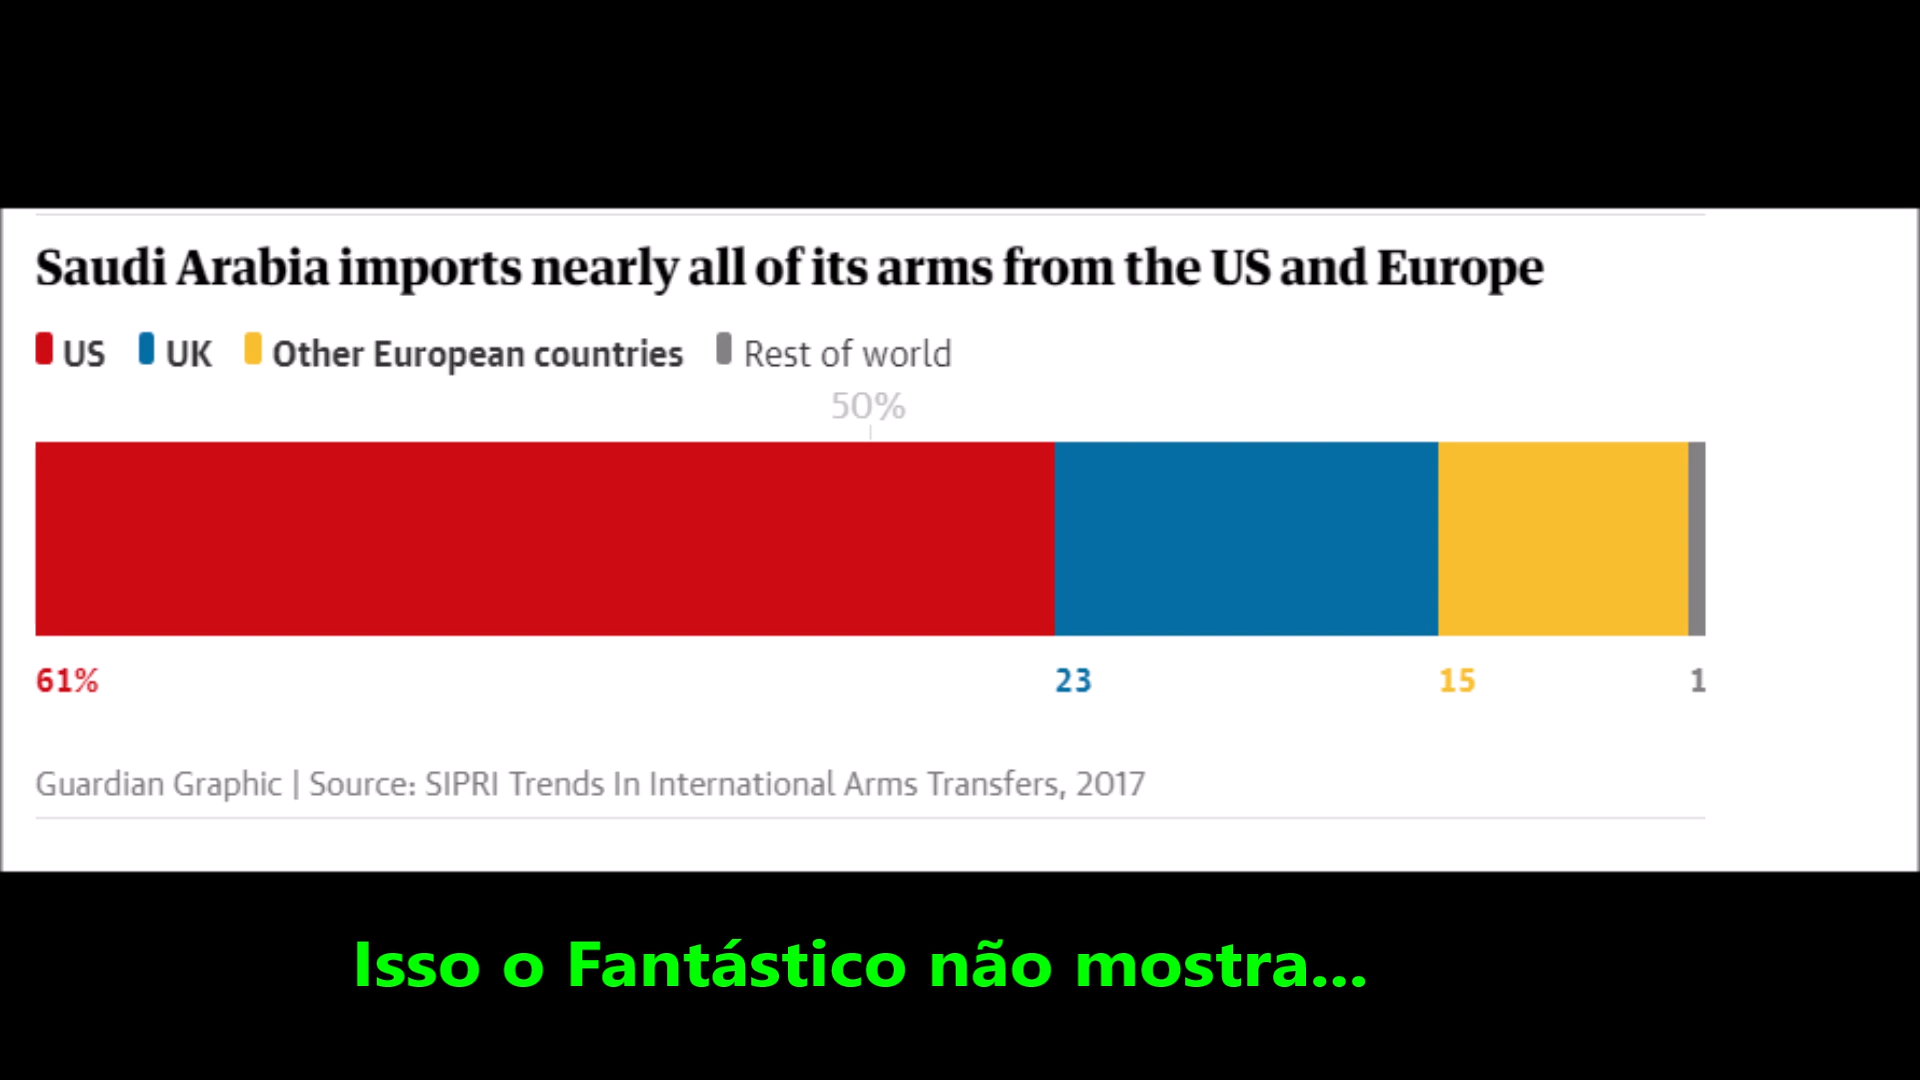 Saudi Arabia imports nearly all of its arms from the US and Europe
US UK Other European countries Rest of world
50%
61% 23 15 1
Guardian Graphic | Source: SIPRI Trends In International Arms Transfers, 2017
Isso o Fantástico não mostra...